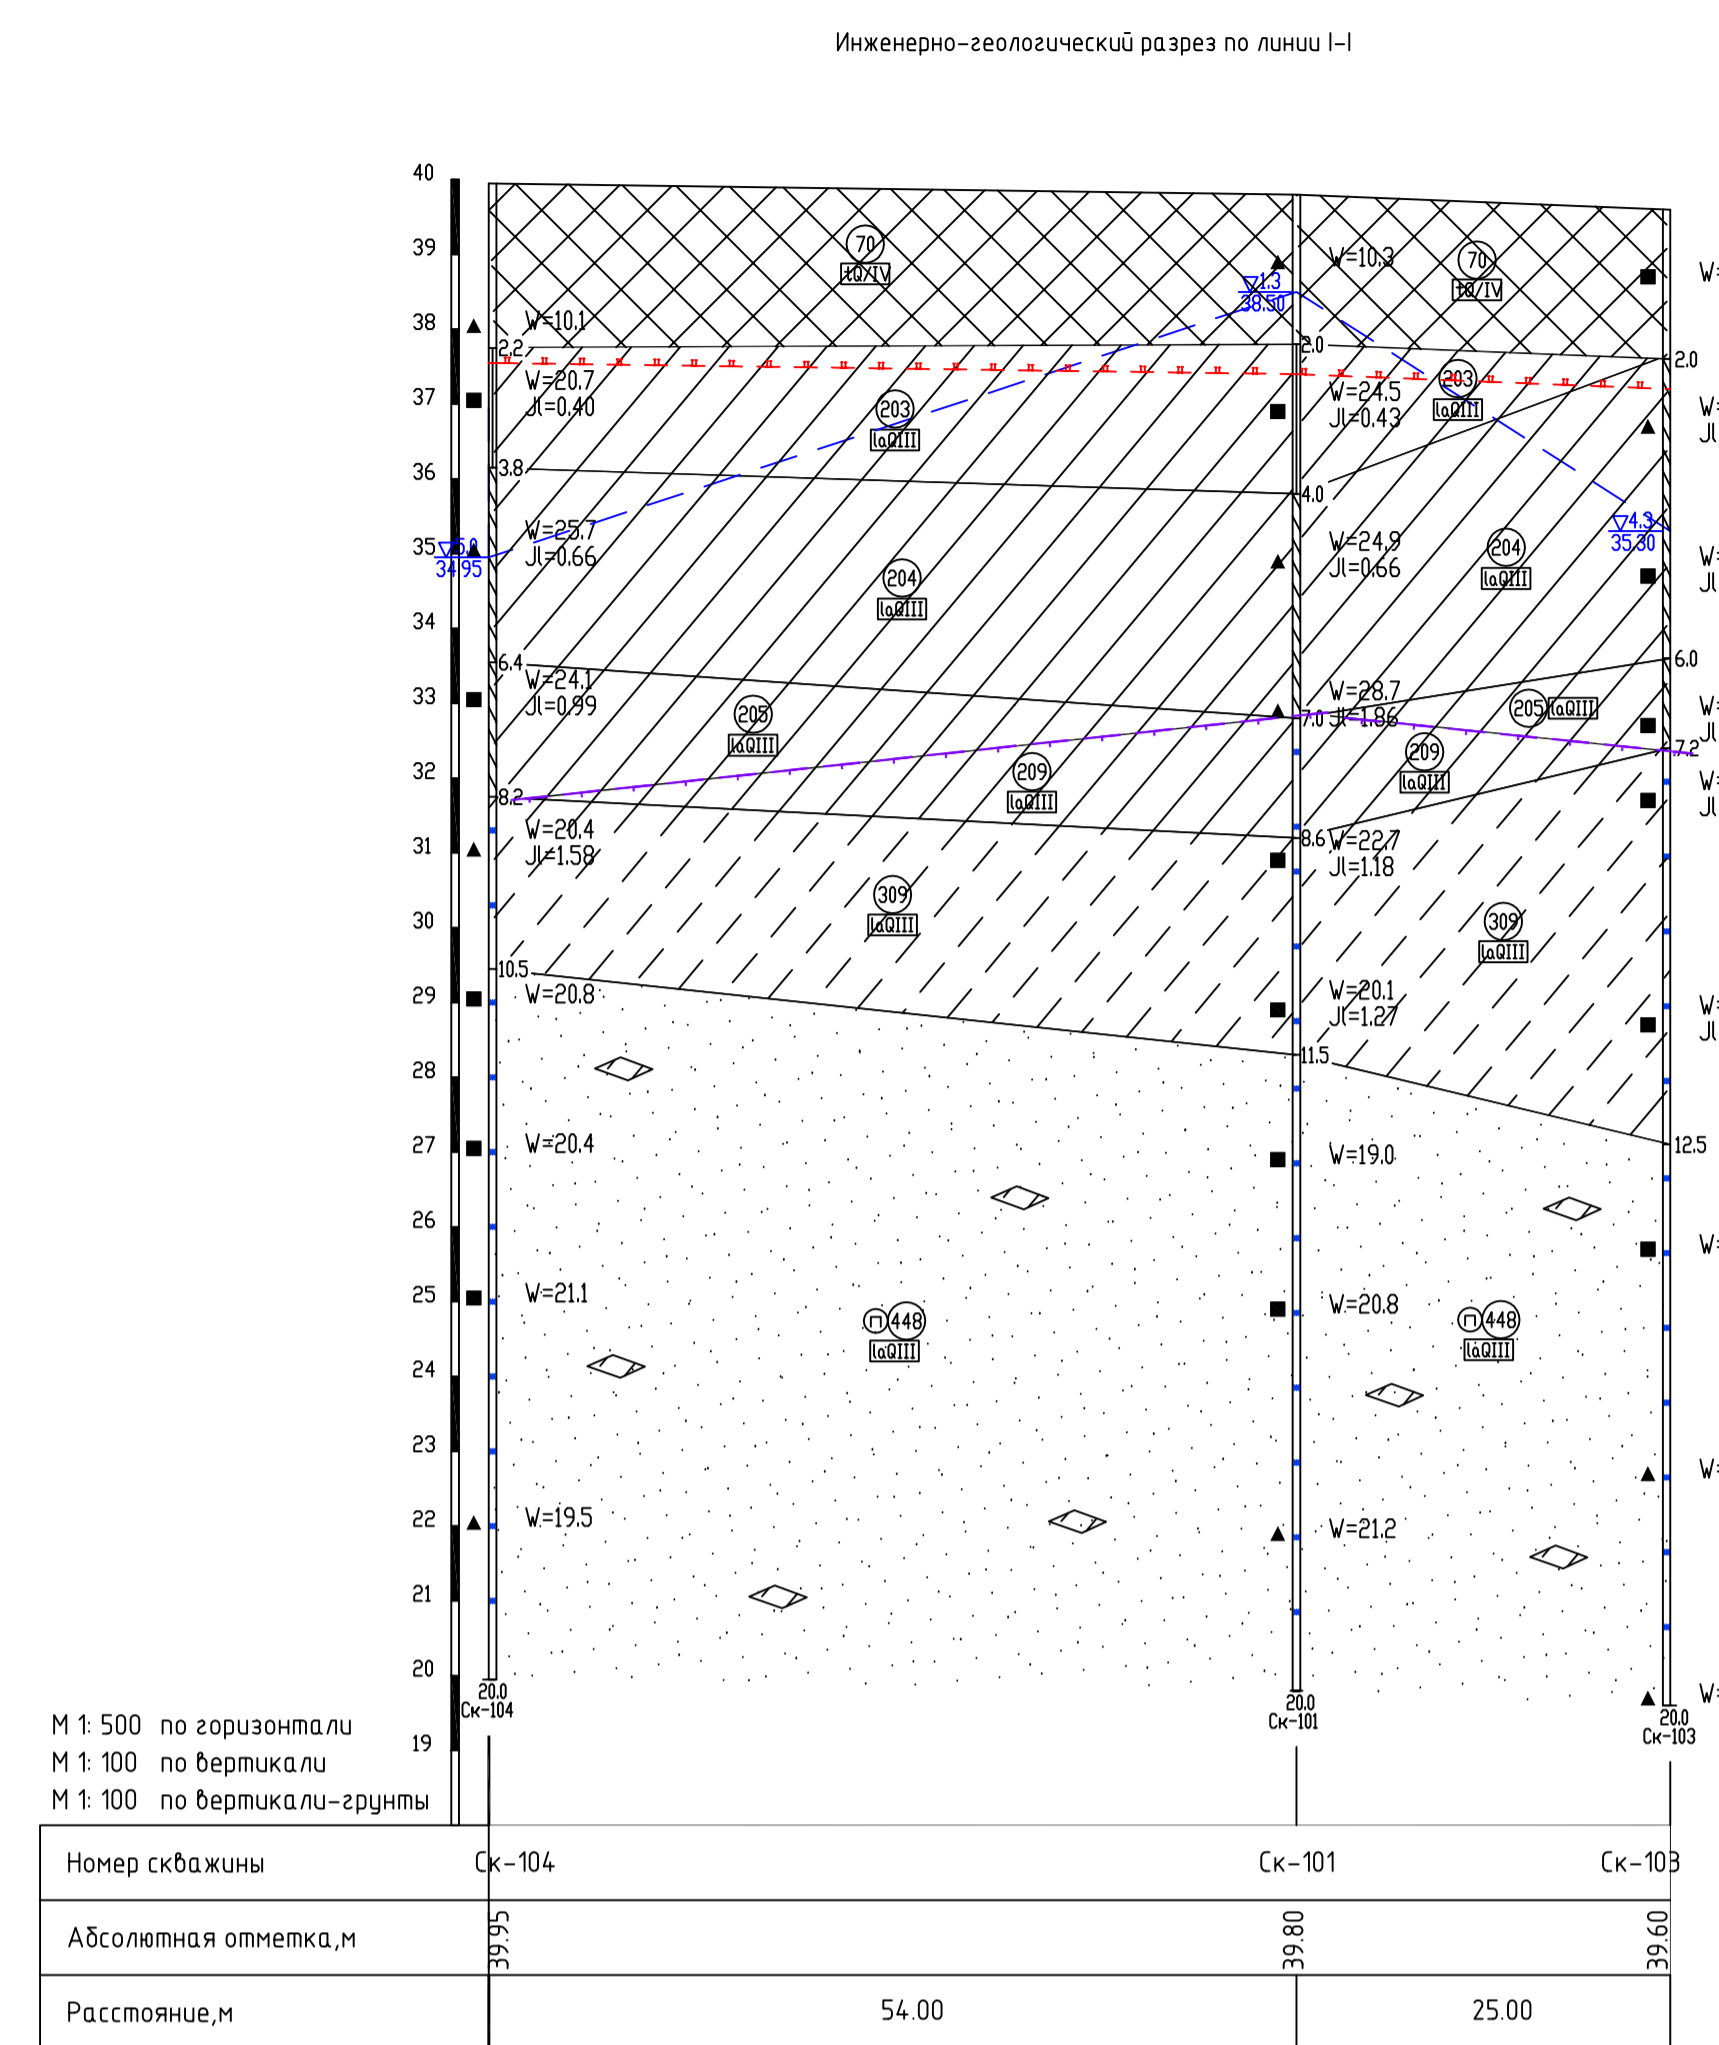 Инженерно-геологический разрез по линии I-I
40
39
38
37
36
35
34
33
32
31
30
29
28
27
26
25
24
23
22
21
20
19
70
tQ/IV
W=10.1
2.2
W=20.7
Jl=0.40
203
laQIII
3.8
W=25.7
Jl=0.66
5.0
34.95
204
laQIII
6.4
W=24.1
Jl=0.99
205
laQIII
209
laQIII
8.2
W=20.4
Jl=1.58
309
laQIII
10.5
W=20.8
W=20.4
W=21.1
п 448
laQIII
W=19.5
20.0
Ск-104
W=10.3
1.3
38.50
70
tQ/IV
2.0
W=24.5
Jl=0.43
203
laQIII
4.0
W=24.9
Jl=0.66
204
laQIII
W=28.7
7.0 Jl=1.86
205 laQIII
209
laQIII
8.6 W=22.7
Jl=1.18
309
laQIII
W=20.1
Jl=1.27
11.5
W=19.0
W=20.8
п 448
laQIII
W=21.2
20.0
Ск-101
W=
2.0
W=
Jl
4.3
35.30
W=
Jl
6.0
W=
Jl
7.2
W=
Jl
W=
Jl
12.5
W=
W=
W=
20.0
Ск-103
М 1: 500 по горизонтали
М 1: 100 по вертикали
М 1: 100 по вертикали-грунты
Номер скважины Ск-104 Ск-101 Ск-103
Абсолютная отметка,м 39.95 39.80 39.60
Расстояние,м 54.00 25.00